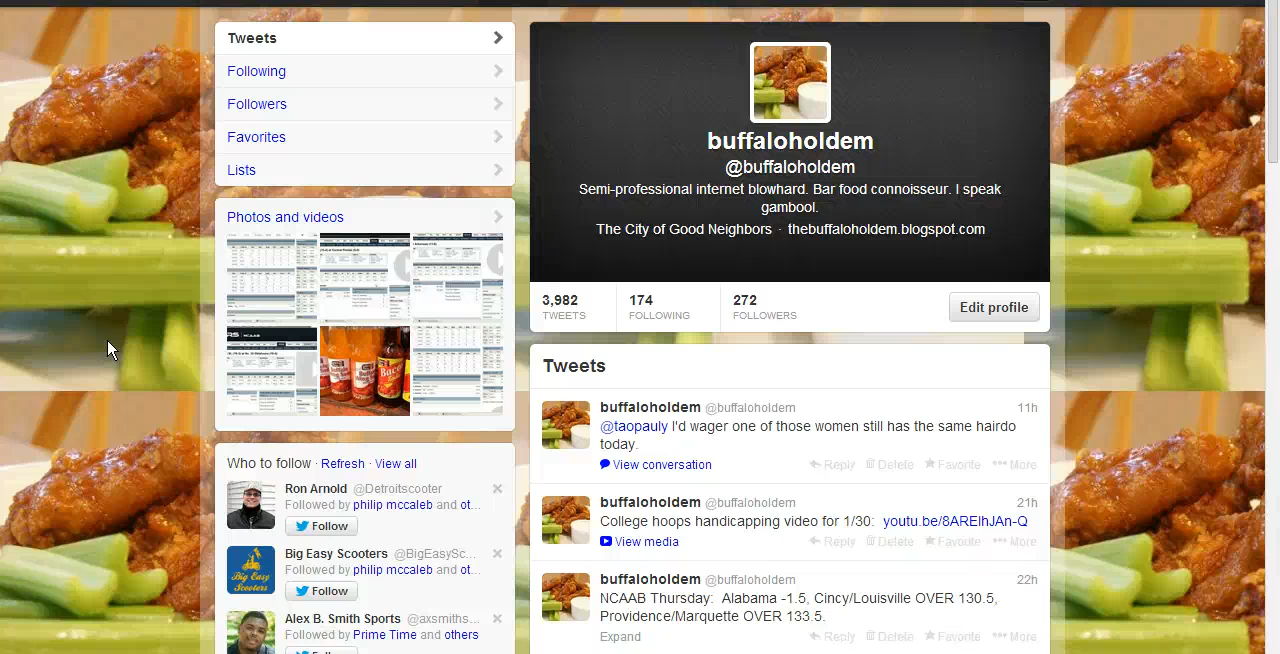 Tweets
Following
Followers
Favorites
Lists
Photos and videos
Who to follow · Refresh · View all
Ron Arnold @Detroitscooter
Followed by philip mccaleb and ot...
Follow
Big Easy Scooters @BigEasySc...
Followed by philip mccaleb and ot...
Follow
Big Easy
Scooters
Alex B. Smith Sports @axsmiths...
Followed by Prime Time and others
Follow
buffaloholdem
@buffaloholdem
Semi-professional internet blowhard. Bar food connoisseur. I speak
gambool.
The City of Good Neighbors · thebuffaloholdem.blogspot.com
3,982
TWEETS
174
FOLLOWING
272
FOLLOWERS
Edit profile
Tweets
buffaloholdem @buffaloholdem 11h
@taopauly I'd wager one of those women still has the same hairdo
today.
View conversation Reply Delete Favorite More
buffaloholdem @buffaloholdem 21h
College hoops handicapping video for 1/30: youtu.be/8AREIhJAn-Q
View media Reply Delete Favorite More
buffaloholdem @buffaloholdem 22h
NCAAB Thursday: Alabama -1.5, Cincy/Louisville OVER 130.5,
Providence/Marquette OVER 133.5.
Expand Reply Delete Favorite More